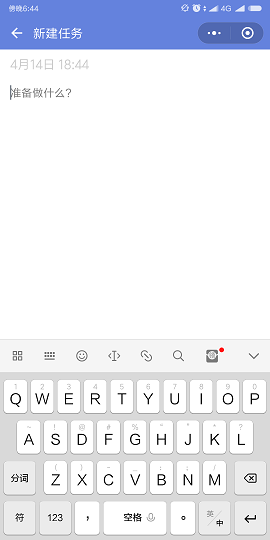 傍晚6:44
4G
新建任务
4月14日 18:44
准备做什么?
1 2 3 4 5 6 7 8 9 0
Q W E R T Y U I O P
~ ! @ # % " " * ?
A S D F G H J K L
( ) - _ : ; /
分词 Z X C V B N M
符 123 , 空格 。 英/中